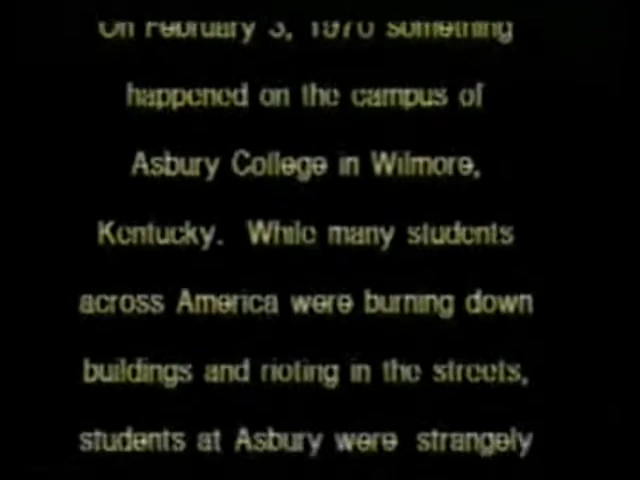 On February 3, 1970 something
happened on the campus of
Asbury College in Wilmore,
Kentucky. While many students
across America were burning down
buildings and rioting in the streets,
students at Asbury were strangely